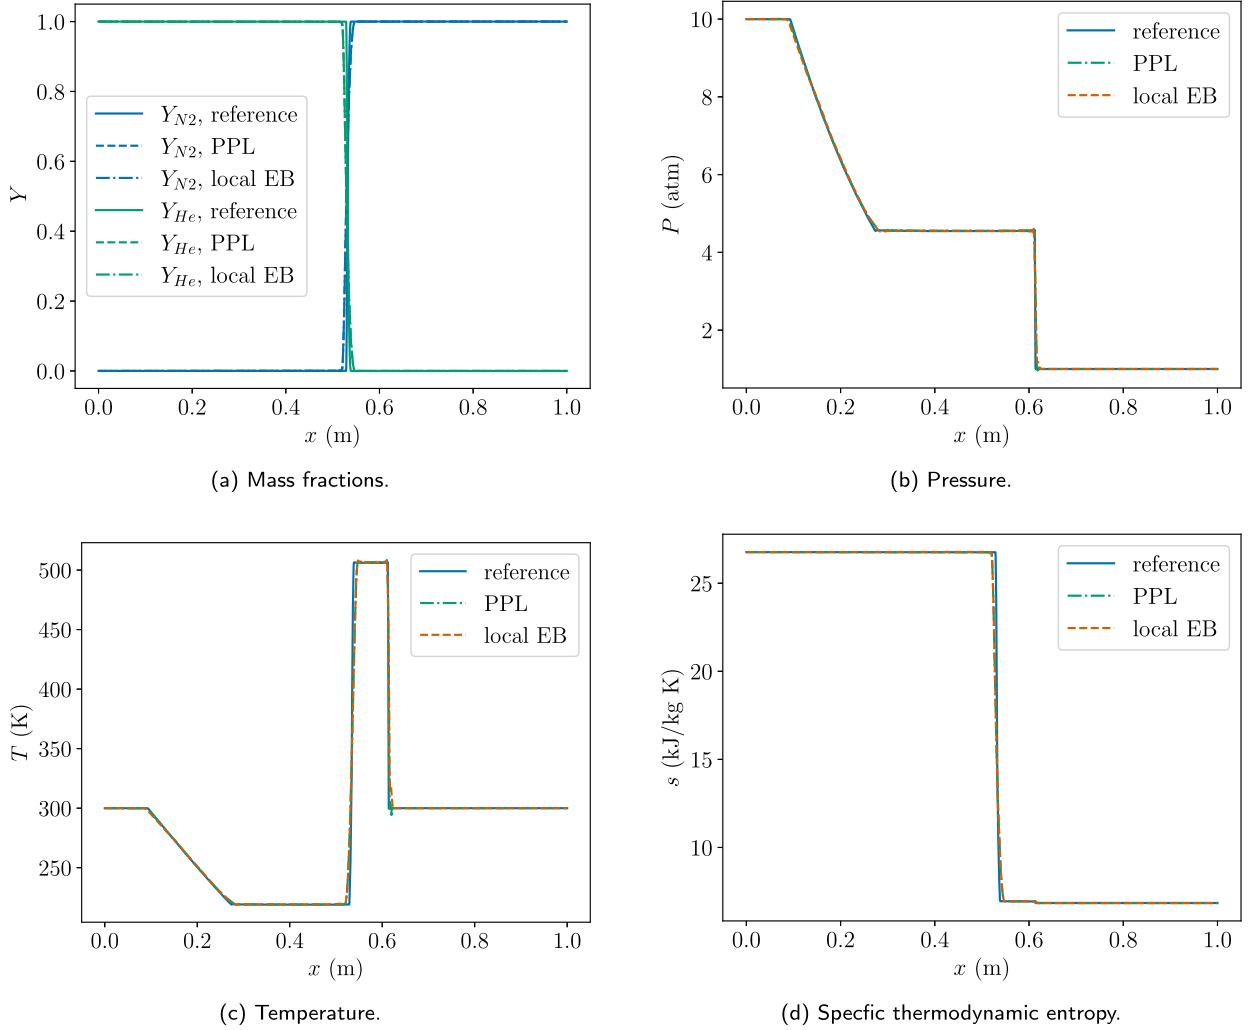 1.0
0.8
0.6
0.4
0.2
0.0
Y
Y_{N2}, reference
Y_{N2}, PPL
Y_{N2}, local EB
Y_{He}, reference
Y_{He}, PPL
Y_{He}, local EB
0.0 0.2 0.4 0.6 0.8 1.0
x (m)
(a) Mass fractions.
10
8
6
4
2
P (atm)
reference
PPL
local EB
0.0 0.2 0.4 0.6 0.8 1.0
x (m)
(b) Pressure.
500
450
400
350
300
250
T (K)
reference
PPL
local EB
0.0 0.2 0.4 0.6 0.8 1.0
x (m)
(c) Temperature.
25
20
15
10
s (kJ/kg K)
reference
PPL
local EB
0.0 0.2 0.4 0.6 0.8 1.0
x (m)
(d) Specfic thermodynamic entropy.